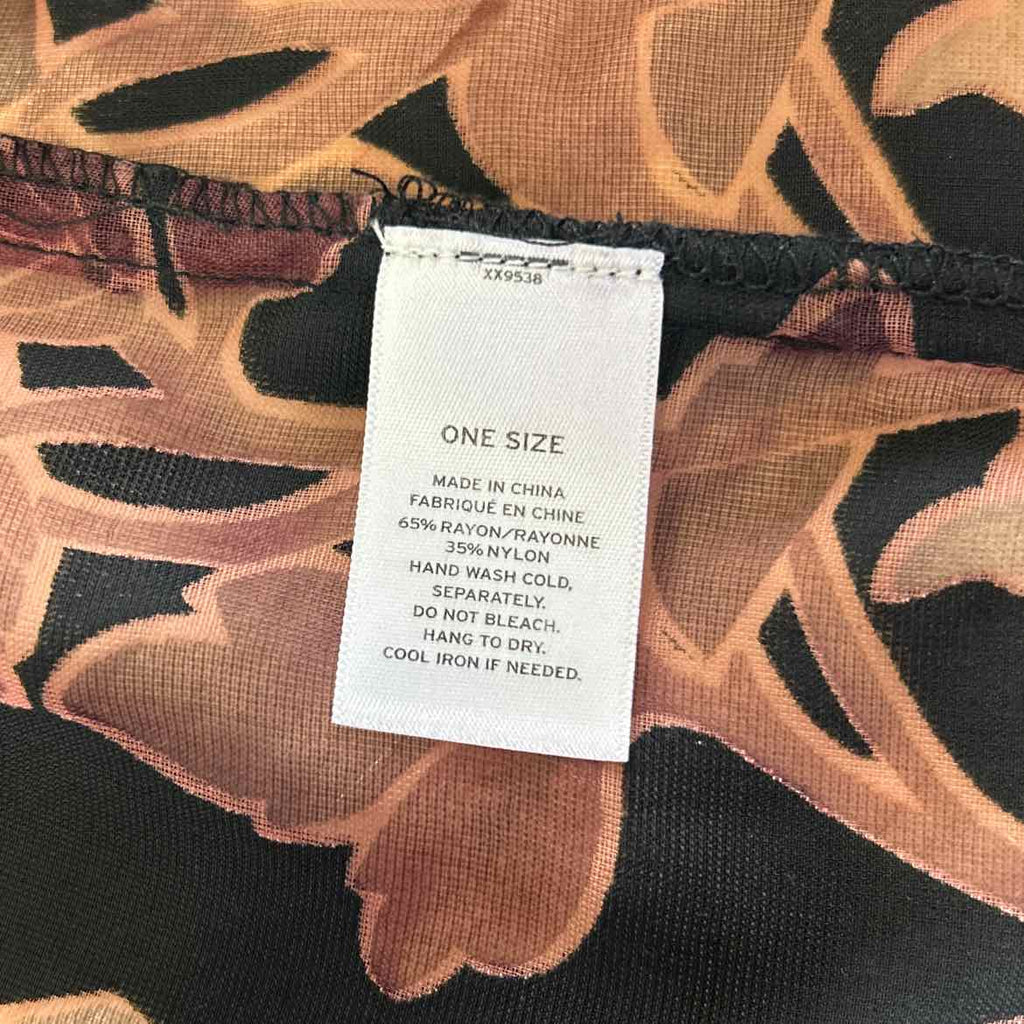 XX9538
ONE SIZE
MADE IN CHINA
FABRIQUÉ EN CHINE
65% RAYON/RAYONNE
35% NYLON
HAND WASH COLD,
SEPARATELY.
DO NOT BLEACH.
HANG TO DRY.
COOL IRON IF NEEDED.